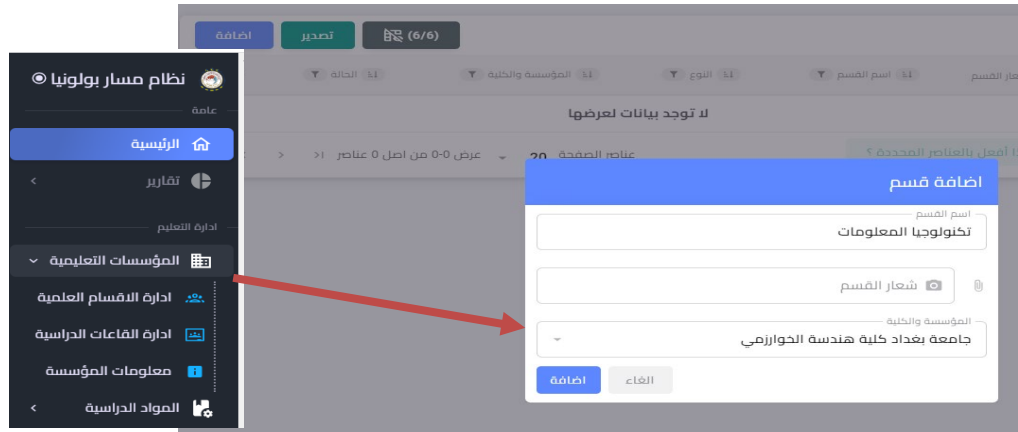 اضافة
تصدير
(6/6)
شعار القسم
اسم القسم
النوع
المؤسسة والكلية
الحالة
لا توجد بيانات لعرضها
عناصر الصفحة 20
عرض 0-0 من اصل 0 عناصر
أفعل بالعناصر المحددة ؟
نظام مسار بولونيا
عامة
الرئيسية
تقارير
ادارة التعليم
المؤسسات التعليمية
ادارة الاقسام العلمية
ادارة القاعات الدراسية
معلومات المؤسسة
المواد الدراسية
اضافة قسم
اسم القسم
تكنولوجيا المعلومات
شعار القسم
المؤسسة والكلية
جامعة بغداد كلية هندسة الخوارزمي
الغاء
اضافة